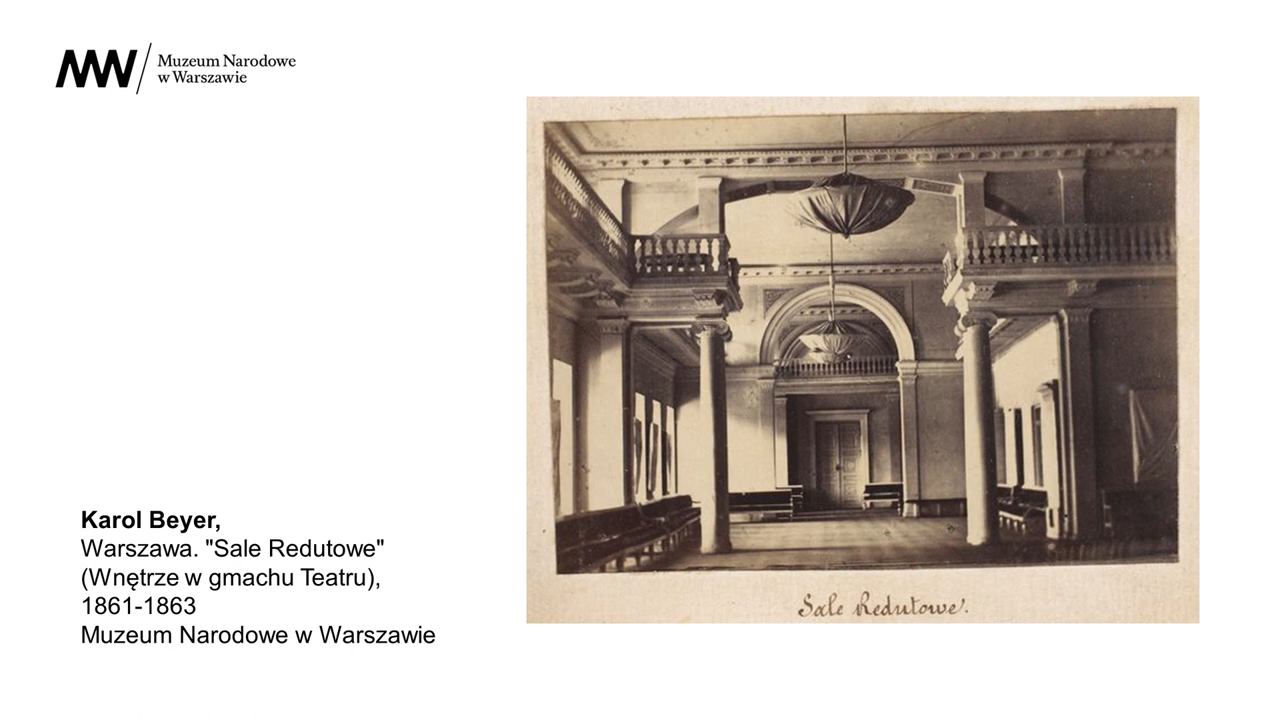 MW
Muzeum Narodowe
w Warszawie
Karol Beyer,
Warszawa. "Sale Redutowe"
(Wnętrze w gmachu Teatru),
1861-1863
Muzeum Narodowe w Warszawie
Sale Redutowe.